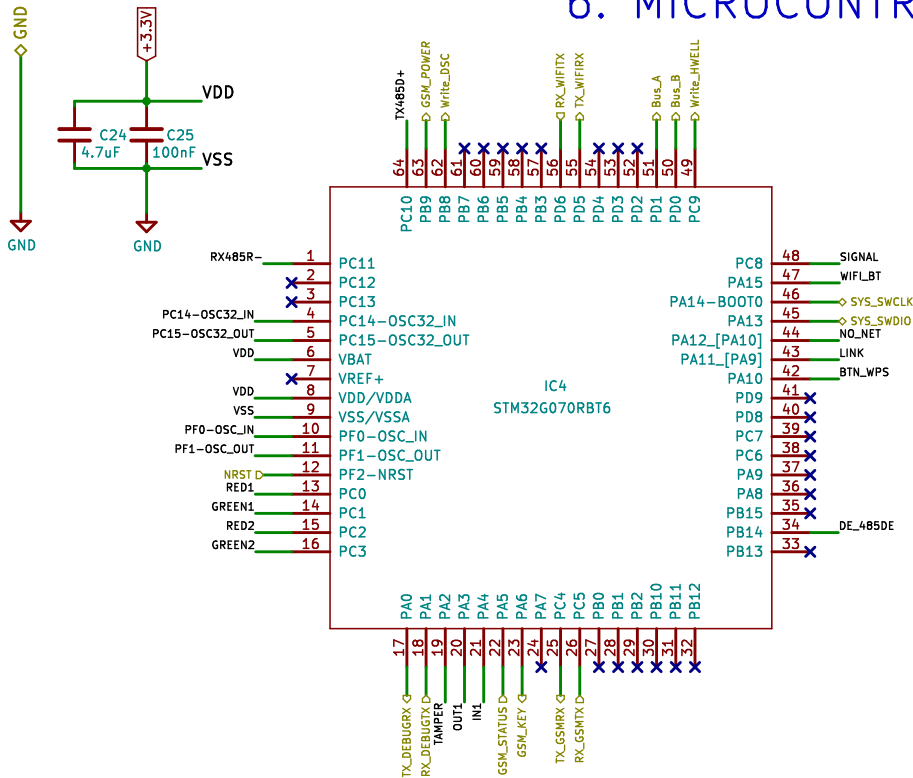 6. MICROCONTR
GND
+3.3V
VDD
C24
4.7uF
C25
100nF
VSS
GND
GND
TX485D+
GSM_POWER
Write_DSC
RX_WIFITX
TX_WIFIRX
Bus_A
Bus_B
Write_HWELL
64
63
62
61
60
59
58
57
56
55
54
53
52
51
50
49
PC10
PB9
PB8
PB7
PB6
PB5
PB4
PB3
PD6
PD5
PD4
PD3
PD2
PD1
PD0
PC9
RX485R-
1
PC11
2
PC12
3
PC13
PC14-OSC32_IN
4
PC14-OSC32_IN
PC15-OSC32_OUT
5
PC15-OSC32_OUT
VDD
6
VBAT
7
VREF+
VDD
8
VDD/VDDA
VSS
9
VSS/VSSA
PF0-OSC_IN
10
PF0-OSC_IN
PF1-OSC_OUT
11
PF1-OSC_OUT
NRST
12
PF2-NRST
RED1
13
PC0
GREEN1
14
PC1
RED2
15
PC2
GREEN2
16
PC3
IC4
STM32G070RBT6
PC8
48
SIGNAL
PA15
47
WIFI_BT
PA14-BOOT0
46
SYS_SWCLK
PA13
45
SYS_SWDIO
PA12_[PA10]
44
NO_NET
PA11_[PA9]
43
LINK
PA10
42
BTN_WPS
PD9
41
PD8
40
PC7
39
PC6
38
PA9
37
PA8
36
PB15
35
PB14
34
DE_485DE
PB13
33
PA0
PA1
PA2
PA3
PA4
PA5
PA6
PA7
PC4
PC5
PB0
PB1
PB2
PB10
PB11
PB12
17
18
19
20
21
22
23
24
25
26
27
28
29
30
31
32
TX_DEBUGRX
RX_DEBUGTX
TAMPER
OUT1
IN1
GSM_STATUS
GSM_KEY
TX_GSMRX
RX_GSMTX